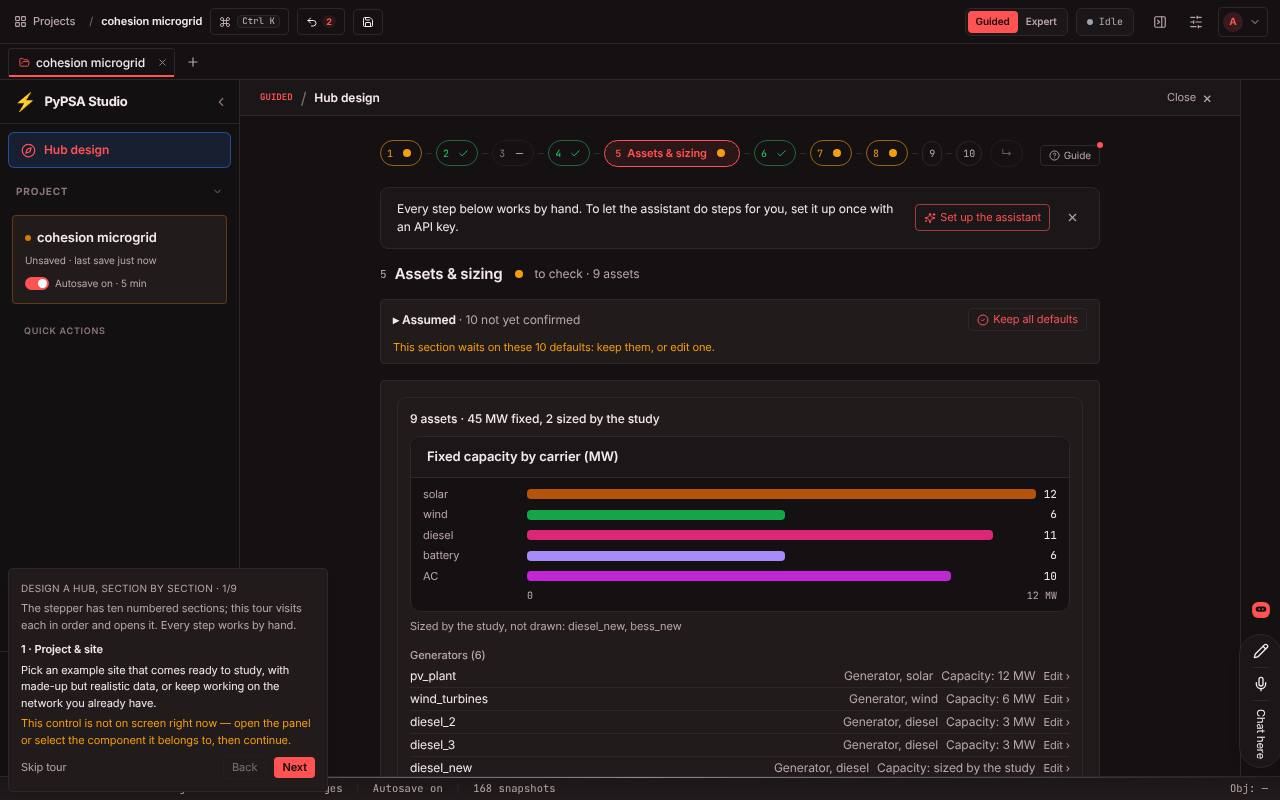 Projects / cohesion microgrid ⌘ Ctrl K 2 Guided Expert Idle A
cohesion microgrid
PyPSA Studio
GUIDED / Hub design Close
Hub design
1 2 3 4 5 Assets & sizing 6 7 8 9 10 Guide
PROJECT
Every step below works by hand. To let the assistant do steps for you, set it up once with
an API key.
Set up the assistant
cohesion microgrid
Unsaved · last save just now
Autosave on · 5 min
QUICK ACTIONS
5 Assets & sizing to check · 9 assets
▸ Assumed · 10 not yet confirmed Keep all defaults
This section waits on these 10 defaults: keep them, or edit one.
9 assets · 45 MW fixed, 2 sized by the study
Fixed capacity by carrier (MW)
solar 12
wind 6
diesel 11
battery 6
AC 10
0 12 MW
Sized by the study, not drawn: diesel_new, bess_new
Generators (6)
pv_plant Generator, solar Capacity: 12 MW Edit ›
wind_turbines Generator, wind Capacity: 6 MW Edit ›
diesel_2 Generator, diesel Capacity: 3 MW Edit ›
diesel_3 Generator, diesel Capacity: 3 MW Edit ›
diesel_new Generator, diesel Capacity: sized by the study Edit ›
DESIGN A HUB, SECTION BY SECTION · 1/9
The stepper has ten numbered sections; this tour visits
each in order and opens it. Every step works by hand.
1 · Project & site
Pick an example site that comes ready to study, with
made-up but realistic data, or keep working on the
network you already have.
This control is not on screen right now — open the panel
or select the component it belongs to, then continue.
Skip tour Back Next
Chat here
Autosave on 168 snapshots Obj: —